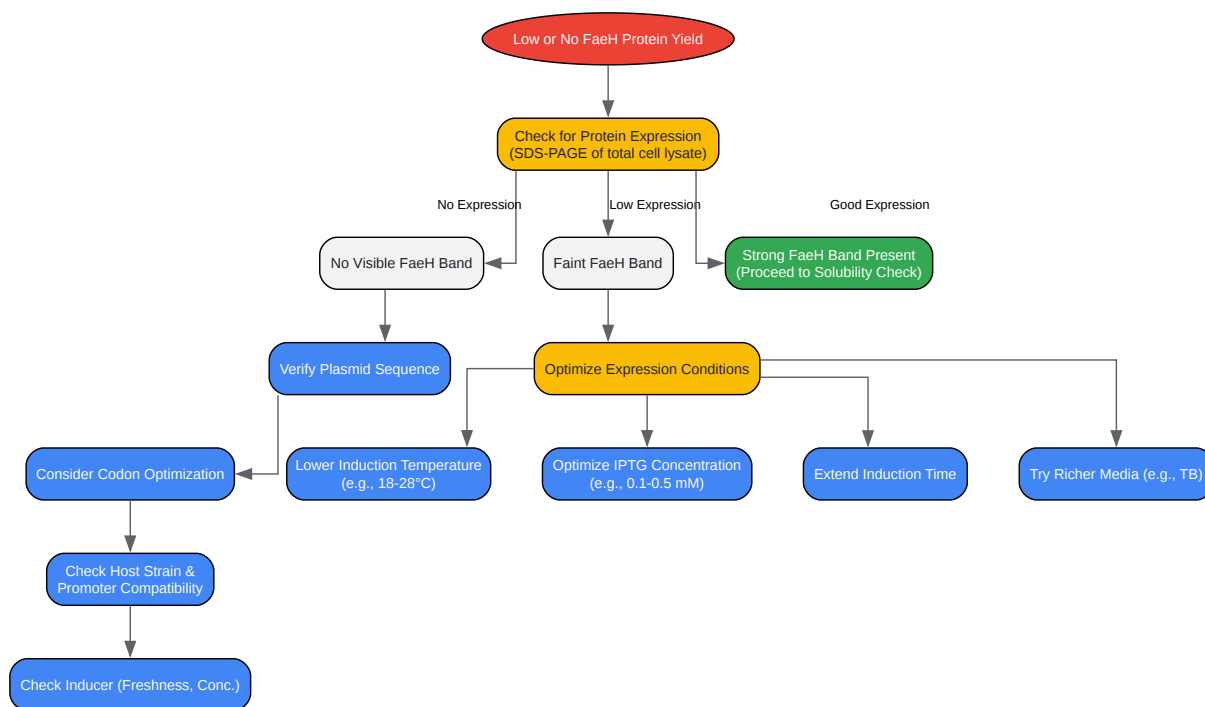 Low or No FaeH Protein Yield
Check for Protein Expression
(SDS-PAGE of total cell lysate)
No Expression
Low Expression
Good Expression
No Visible FaeH Band
Faint FaeH Band
Strong FaeH Band Present
(Proceed to Solubility Check)
Verify Plasmid Sequence
Optimize Expression Conditions
Consider Codon Optimization
Lower Induction Temperature
(e.g., 18-28°C)
Optimize IPTG Concentration
(e.g., 0.1-0.5 mM)
Extend Induction Time
Try Richer Media (e.g., TB)
Check Host Strain &
Promoter Compatibility
Check Inducer (Freshness, Conc.)